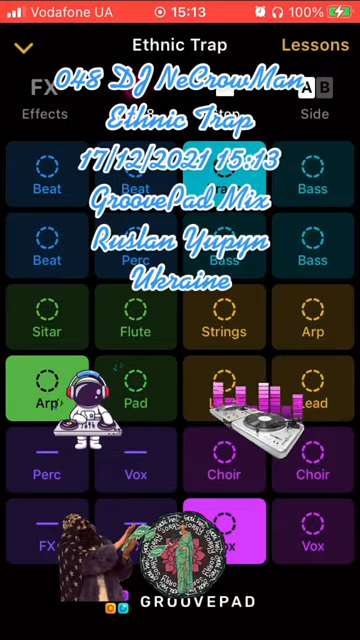 Vodafone UA
15:13
100%
Ethnic Trap
Lessons
FX
AB
Effects
Side
048 DJ NeCrowMan
Ethnic Trap
17/12/2021 15:13
GroovePad Mix
Ruslan Yupyn
Ukraine
Beat
Beat
Bass
Beat
Perc
Bass
Bass
Sitar
Flute
Strings
Arp
Arp
Pad
Lead
Perc
Vox
Choir
Choir
FX
Vox
GROOVEPAD